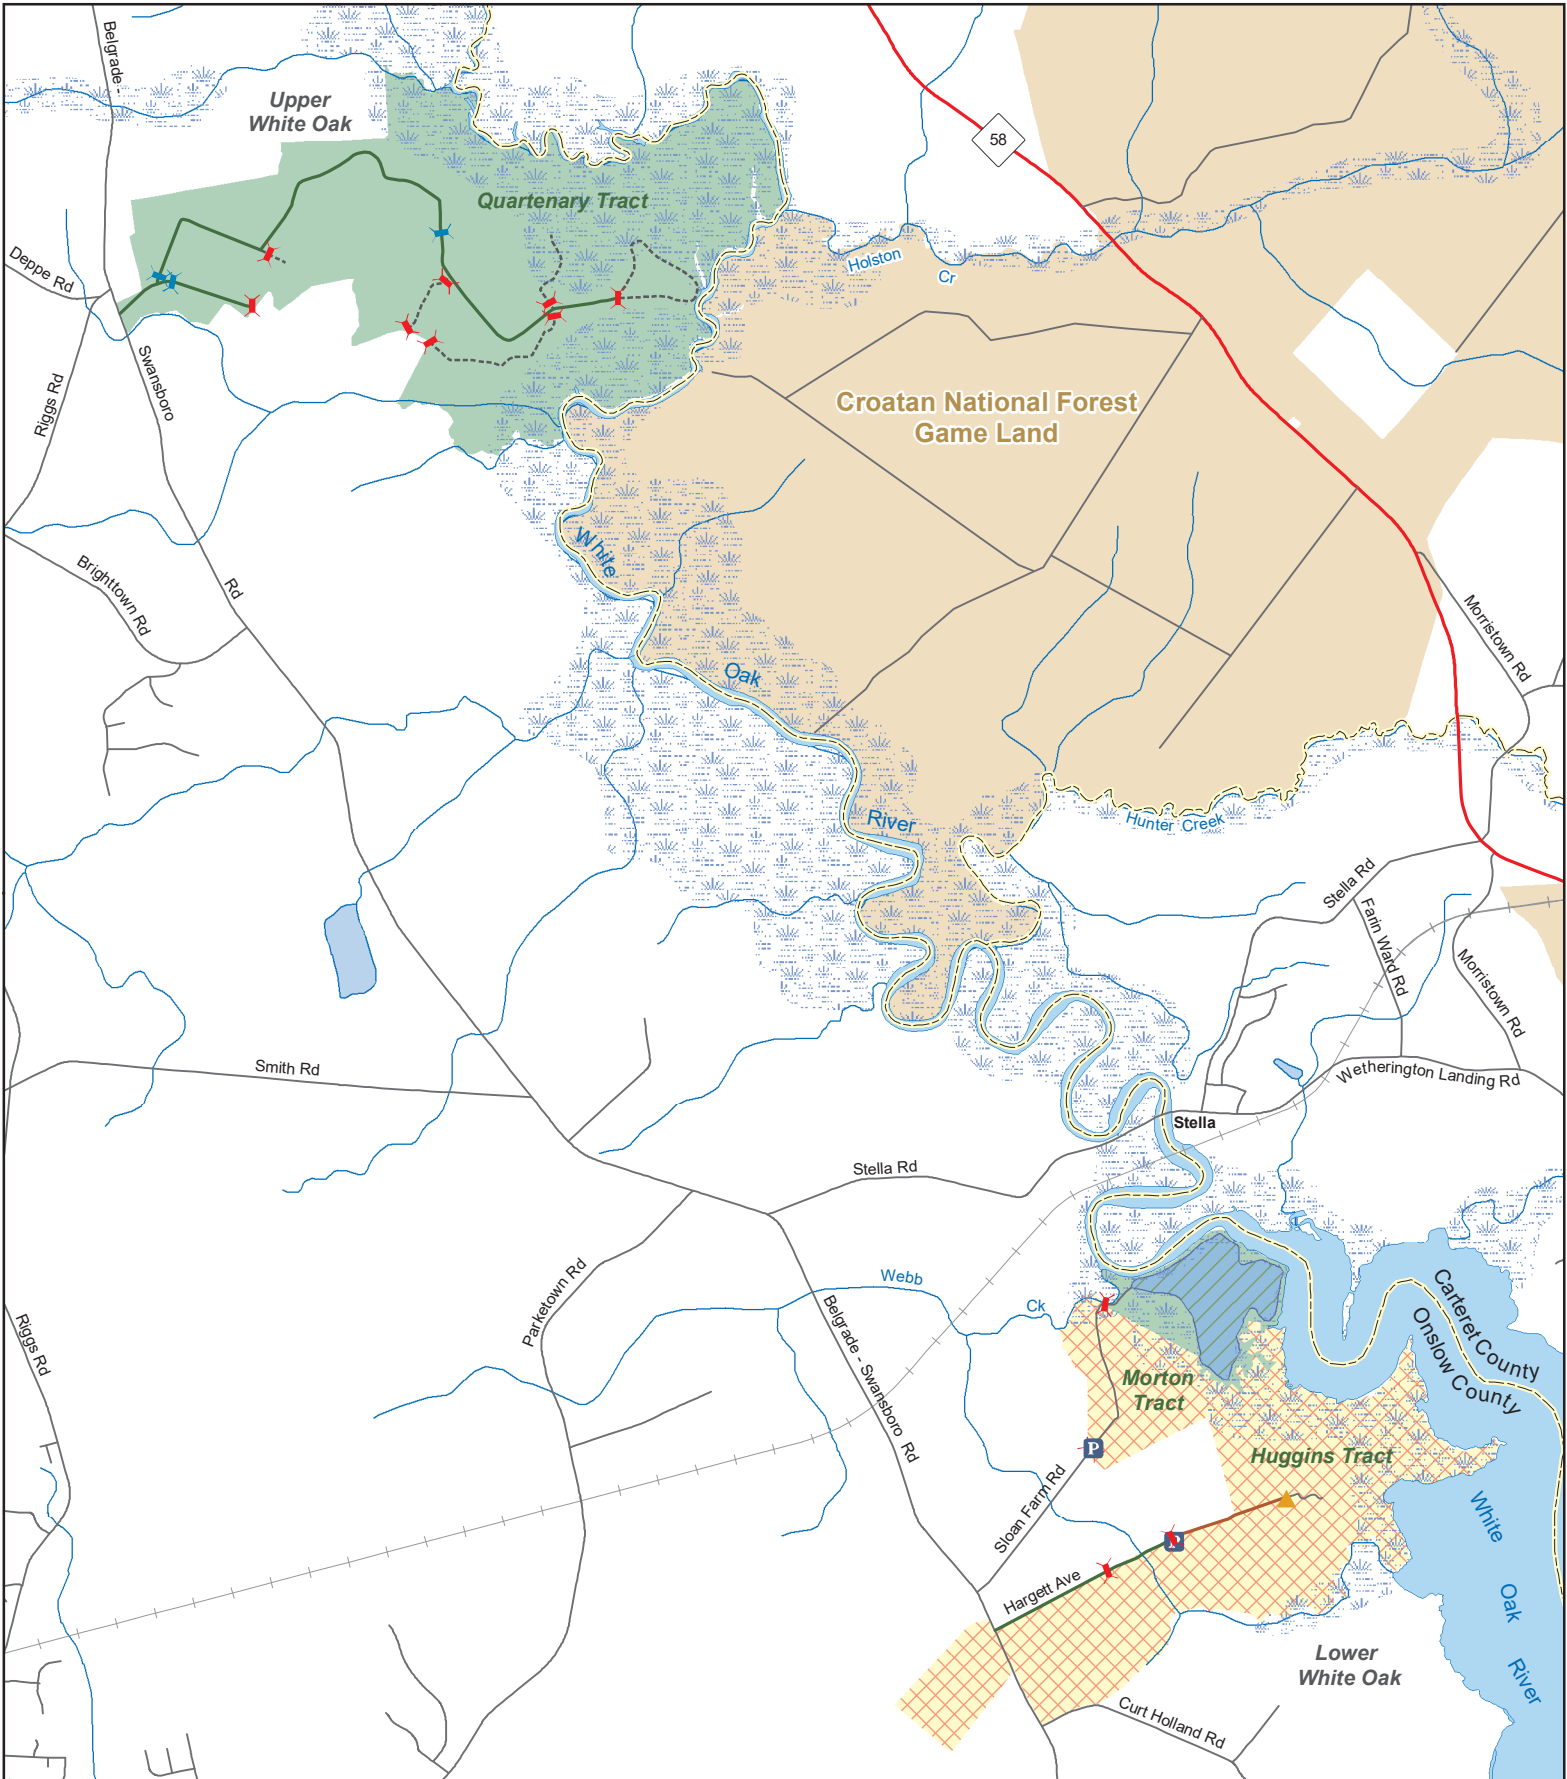 Belgrade -
Upper
White Oak
58
Quartenary Tract
Deppe Rd
Holston
Cr
Swansboro
Riggs Rd
Croatan National Forest
Game Land
White
Brighttown Rd
Rd
Morristown Rd
Oak
River
Hunter Creek
Stella Rd
Farin Ward Rd
Morristown Rd
Smith Rd
Wetherington Landing Rd
Stella
Stella Rd
Parketown Rd
Webb
Ck
Carteret County
Onslow County
Riggs Rd
Belgrade - Swansboro Rd
Morton
Tract
P
Huggins Tract
Sloan Farm Rd
White
P
Hargett Ave
Oak
Lower
White Oak
River
Curt Holland Rd